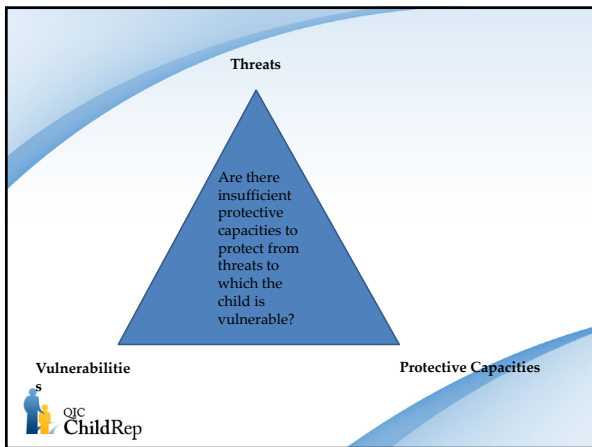 Threats
Are there
insufficient
protective
capacities to
protect from
threats to
which the
child is
vulnerable?
Vulnerabilitie
s
Protective Capacities
QIC
ChildRep